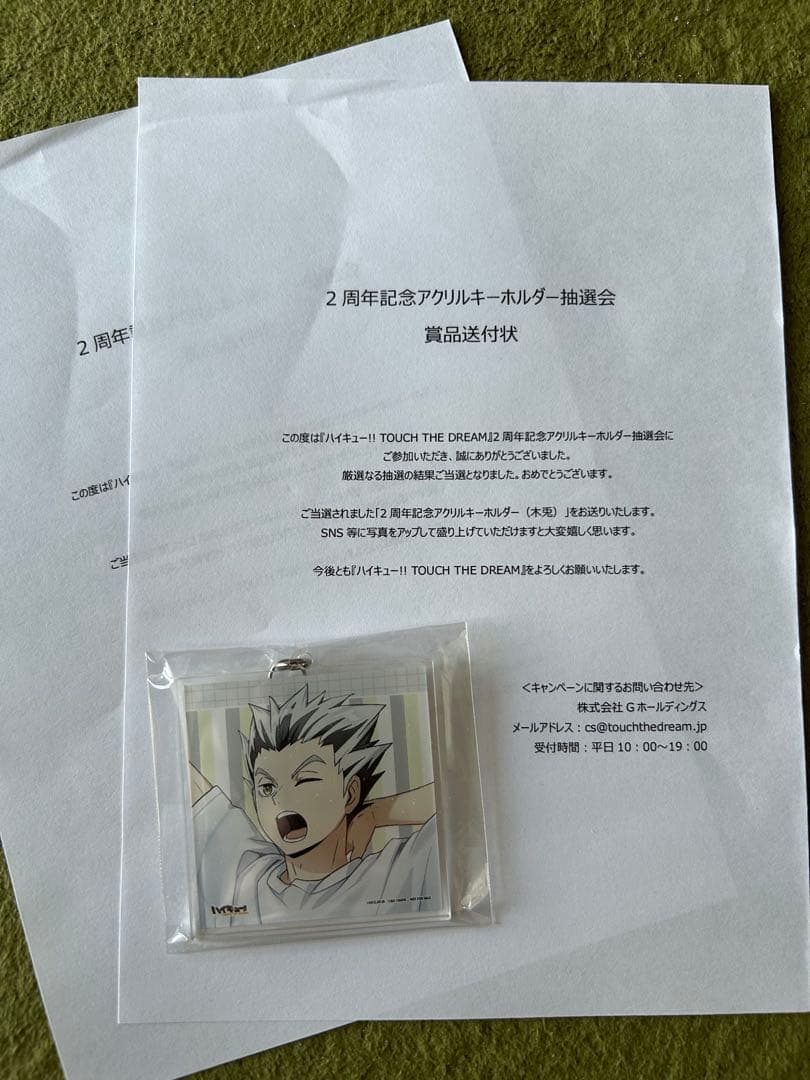 2周年記念アクリルキーホルダー抽選会
賞品送付状
この度は『ハイキュー!! TOUCH THE DREAM』2周年記念アクリルキーホルダー抽選会に
ご参加いただき、誠にありがとうございました。
厳選なる抽選の結果ご当選となりました。おめでとうございます。
ご当選されました「2周年記念アクリルキーホルダー（木兎）」をお送りいたします。
SNS 等に写真をアップして盛り上げていただけますと大変嬉しく思います。
今後とも『ハイキュー!! TOUCH THE DREAM』をよろしくお願いいたします。
＜キャンペーンに関するお問い合わせ先＞
株式会社 G ホールディングス
メールアドレス：cs@touchthedream.jp
受付時間：平日 10：00～19：00
2周年
この度は『ハイ
ご当
ハイキュー!!